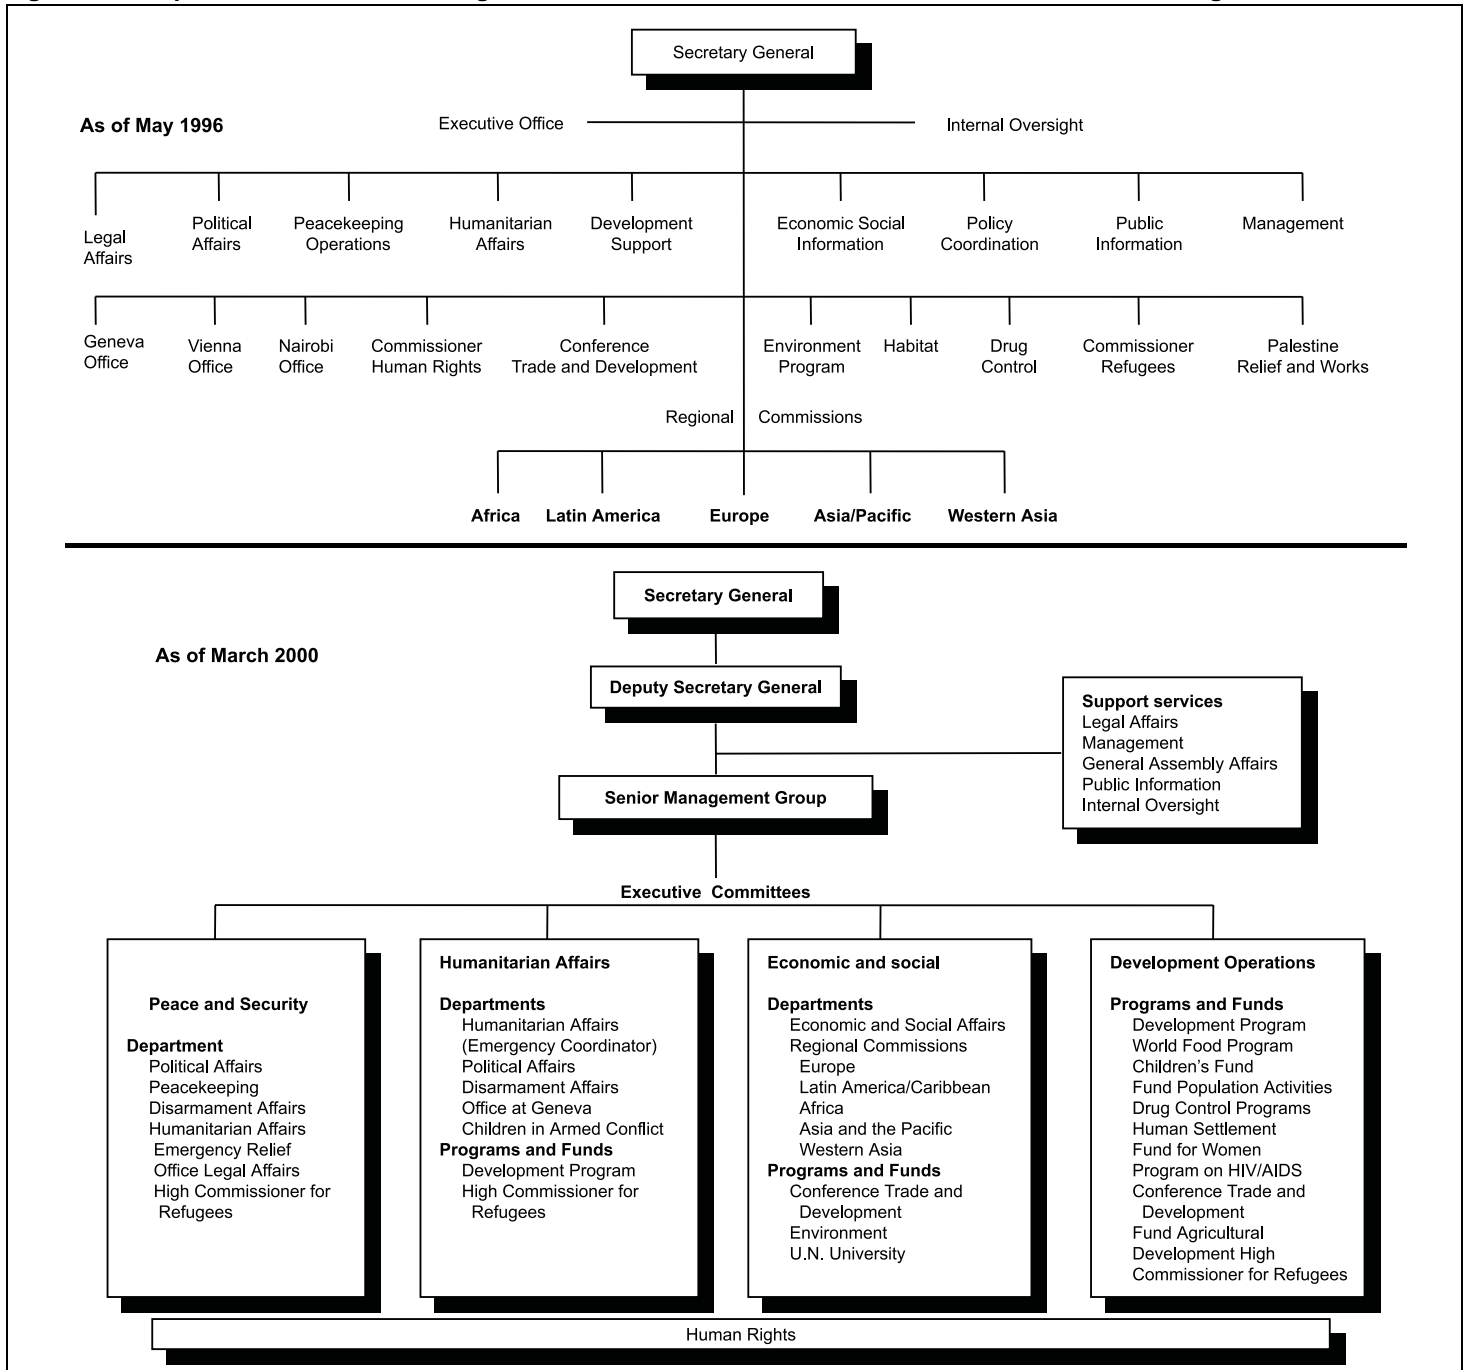 Secretary General
As of May 1996
Executive Office
Internal Oversight
Legal
Affairs
Political
Affairs
Peacekeeping
Operations
Humanitarian
Affairs
Development
Support
Economic Social
Information
Policy
Coordination
Public
Information
Management
Geneva
Office
Vienna
Office
Nairobi
Office
Commissioner
Human Rights
Conference
Trade and Development
Environment
Program
Habitat
Drug
Control
Commissioner
Refugees
Palestine
Relief and Works
Regional Commissions
Africa
Latin America
Europe
Asia/Pacific
Western Asia
Secretary General
As of March 2000
Deputy Secretary General
Support services
Legal Affairs
Management
General Assembly Affairs
Public Information
Internal Oversight
Senior Management Group
Executive Committees
Peace and Security
Department
Political Affairs
Peacekeeping
Disarmament Affairs
Humanitarian Affairs
Emergency Relief
Office Legal Affairs
High Commissioner for
Refugees
Humanitarian Affairs
Departments
Humanitarian Affairs
(Emergency Coordinator)
Political Affairs
Disarmament Affairs
Office at Geneva
Children in Armed Conflict
Programs and Funds
Development Program
High Commissioner for
Refugees
Economic and social
Departments
Economic and Social Affairs
Regional Commissions
Europe
Latin America/Caribbean
Africa
Asia and the Pacific
Western Asia
Programs and Funds
Conference Trade and
Development
Environment
U.N. University
Development Operations
Programs and Funds
Development Program
World Food Program
Children’s Fund
Fund Population Activities
Drug Control Programs
Human Settlement
Fund for Women
Program on HIV/AIDS
Conference Trade and
Development
Fund Agricultural
Development High
Commissioner for Refugees
Human Rights